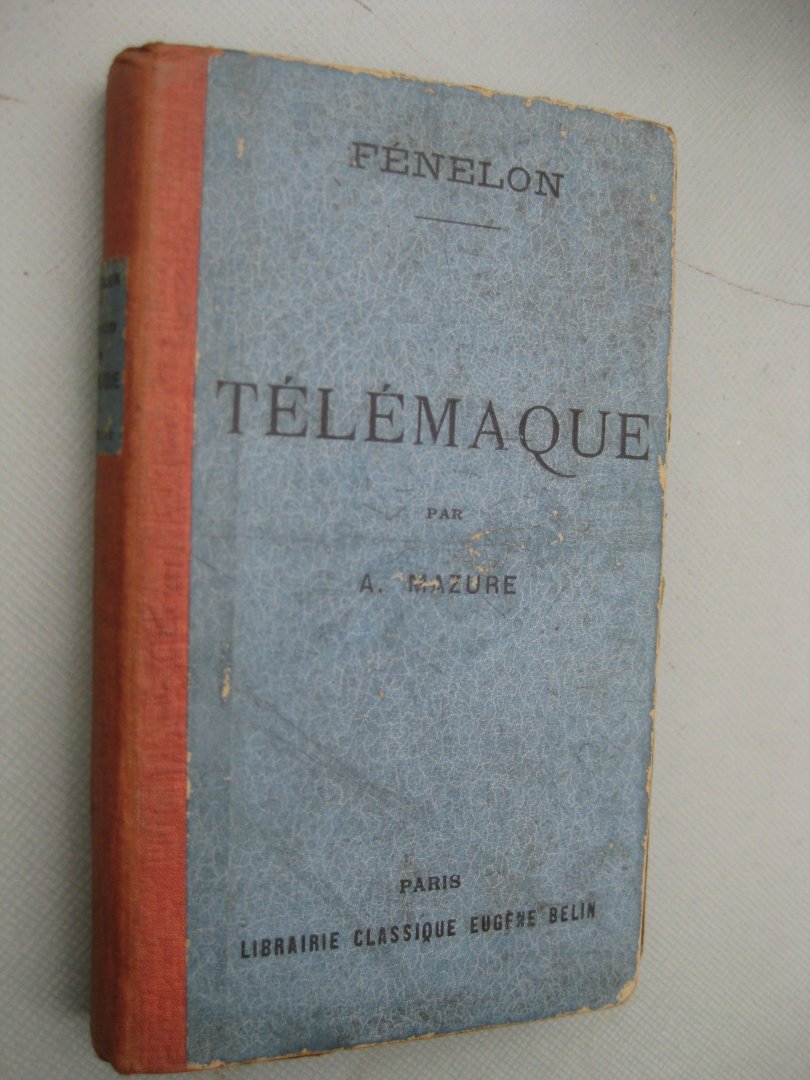 FÉNELON
TÉLÉMAQUE
PAR
A. MAZURE
PARIS
LIBRAIRIE CLASSIQUE EUGÈNE BELIN